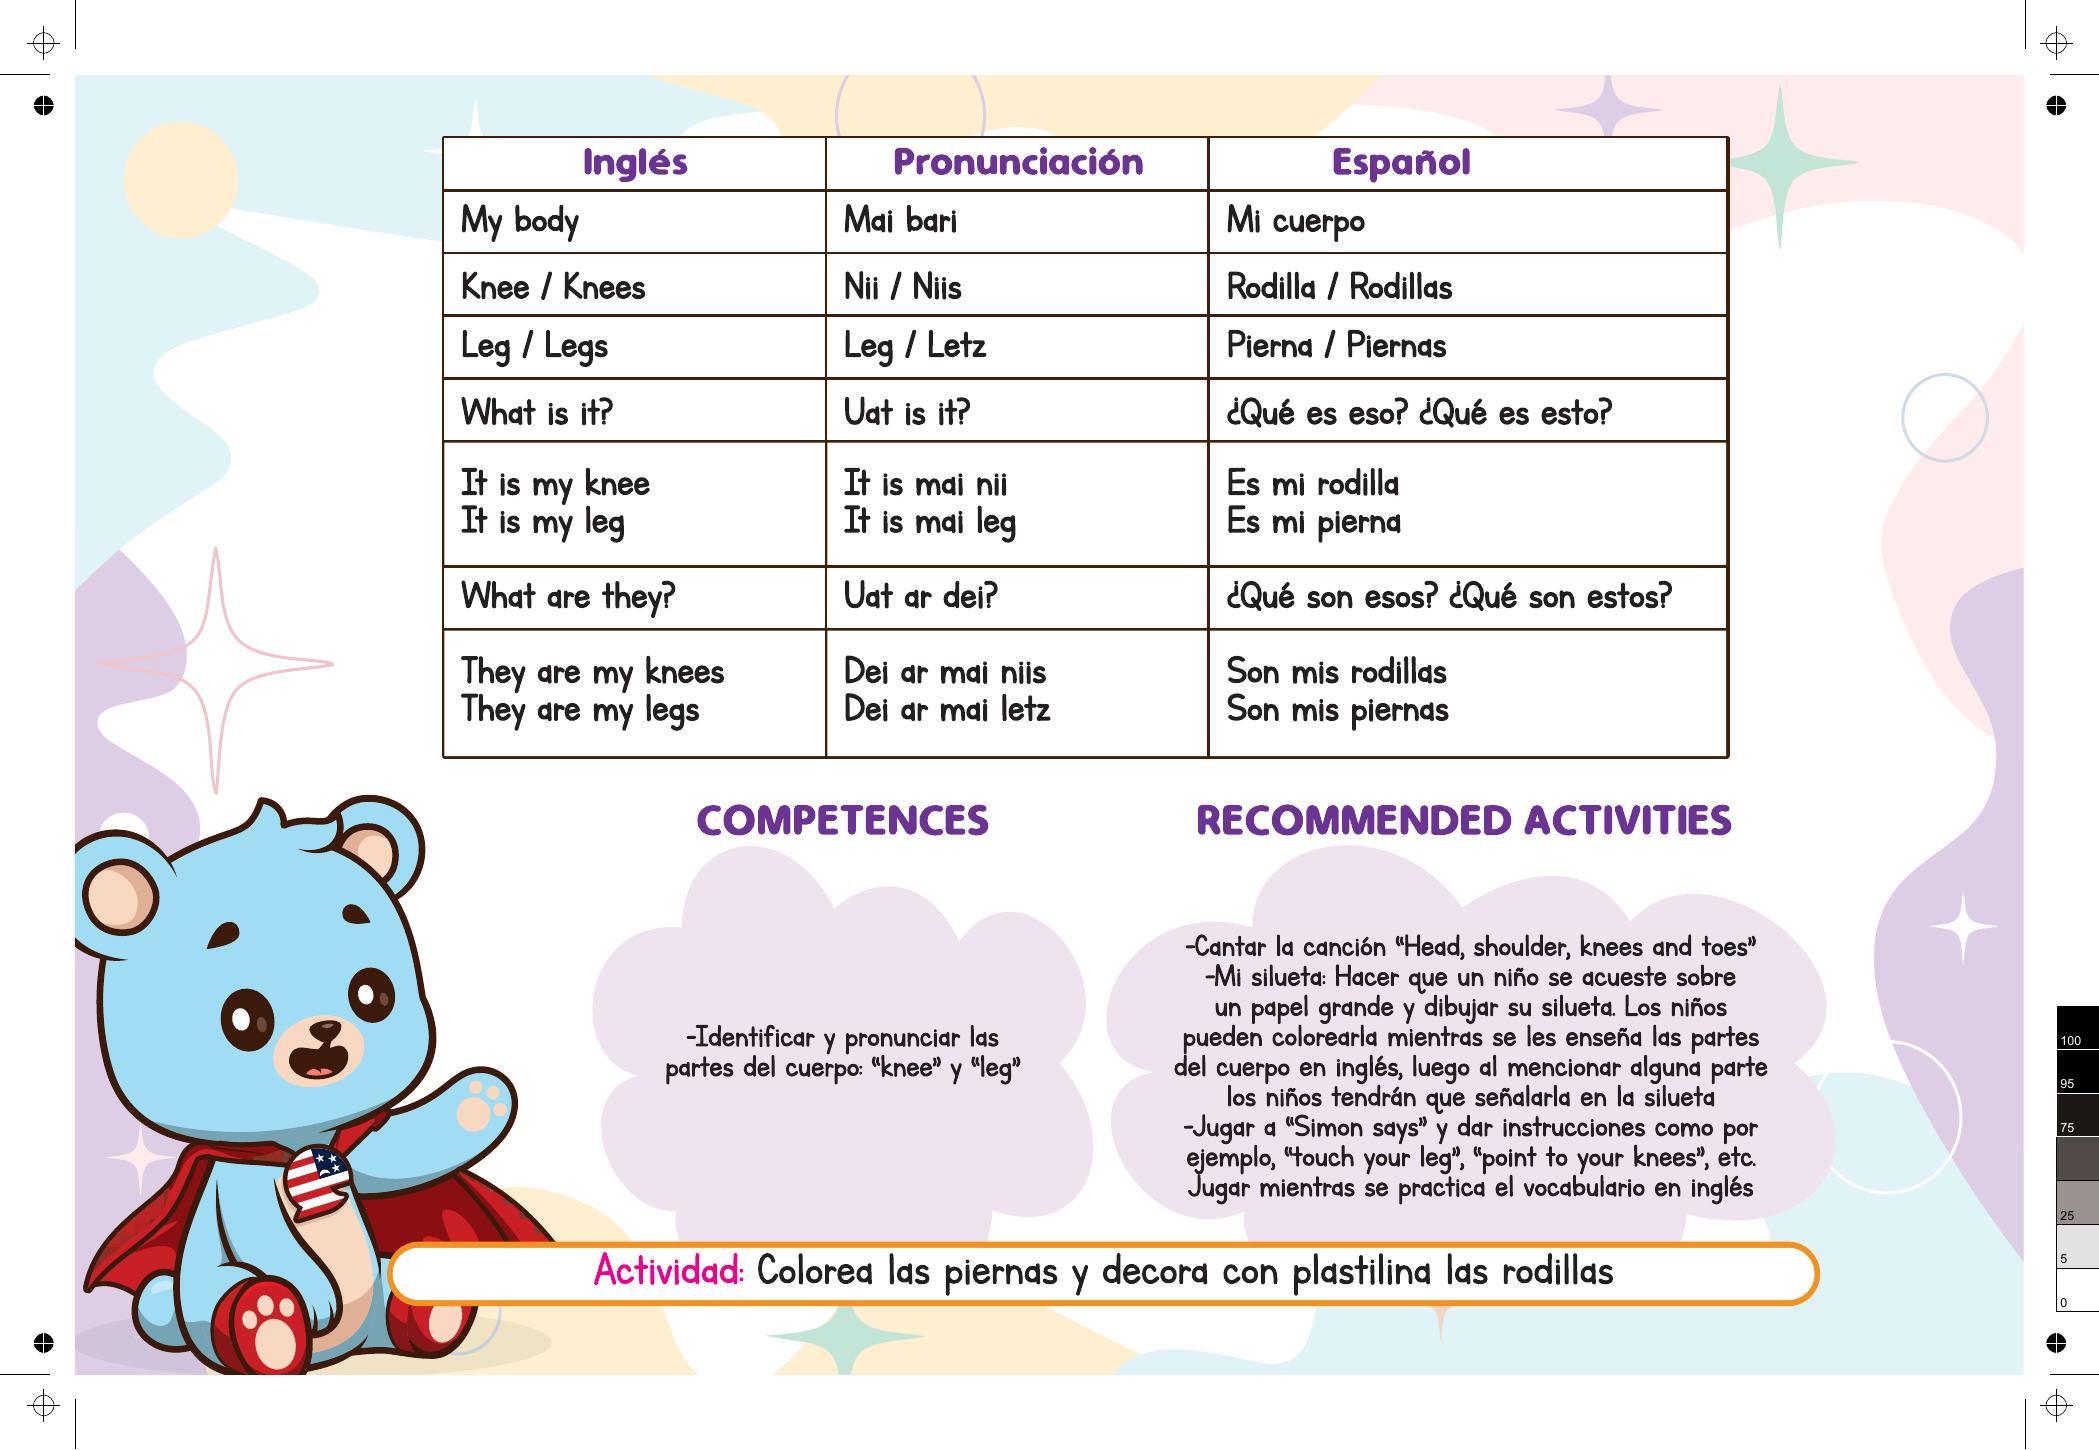 Inglés Pronunciación Español
My body Mai bari Mi cuerpo
Knee / Knees Nii / Niis Rodilla / Rodillas
Leg / Legs Leg / Letz Pierna / Piernas
What is it? Uat is it? ¿Qué es eso? ¿Qué es esto?
It is my knee It is mai nii Es mi rodilla
It is my leg It is mai leg Es mi pierna
What are they? Uat ar dei? ¿Qué son esos? ¿Qué son estos?
They are my knees Dei ar mai niis Son mis rodillas
They are my legs Dei ar mai letz Son mis piernas
COMPETENCES
-Identificar y pronunciar las
partes del cuerpo: “knee” y “leg”
RECOMMENDED ACTIVITIES
-Cantar la canción “Head, shoulder, knees and toes”
-Mi silueta: Hacer que un niño se acueste sobre
un papel grande y dibujar su silueta. Los niños
pueden colorearla mientras se les enseña las partes
del cuerpo en inglés, luego al mencionar alguna parte
los niños tendrán que señalarla en la silueta
-Jugar a “Simon says” y dar instrucciones como por
ejemplo, “touch your leg”, “point to your knees”, etc.
Jugar mientras se practica el vocabulario en inglés
Actividad: Colorea las piernas y decora con plastilina las rodillas
100
95
75
25
5
0